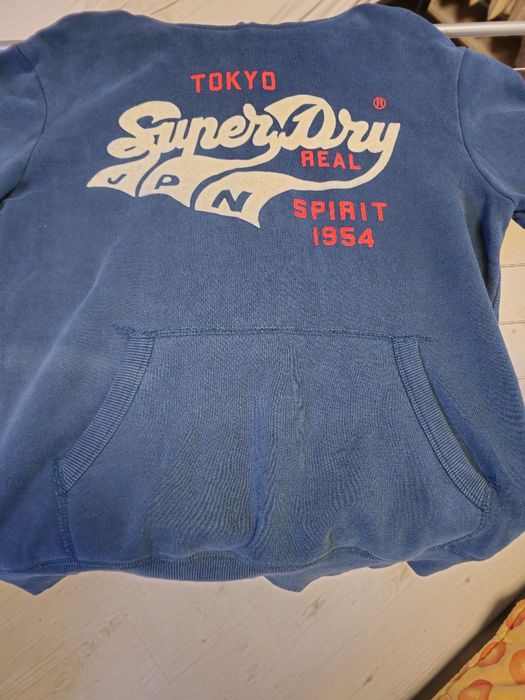 TOKYO
SuperDry®
REAL
JPN
SPIRIT
1954